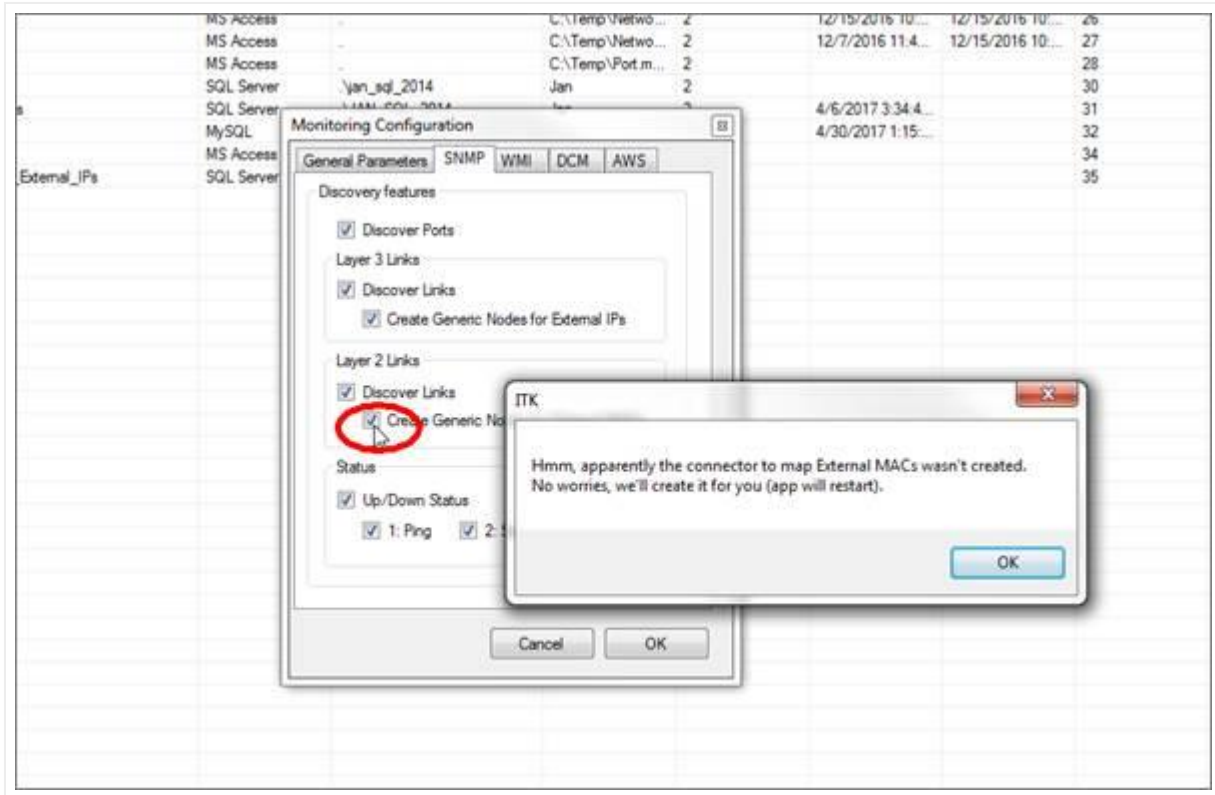 MS Access . C:\Temp\Netwo... 2 12/15/2016 10:... 12/15/2016 10:... 26
MS Access . C:\Temp\Netwo... 2 12/7/2016 11:4... 12/15/2016 10:... 27
MS Access . C:\Temp\Port.m... 2 28
SQL Server .\jan_sql_2014 Jan 2 30
s SQL Server 4/6/2017 3:34:4... 31
MySQL 4/30/2017 1:15:... 32
MS Access 34
_External_IPs SQL Server 35
Monitoring Configuration
General Parameters SNMP WMI DCM AWS
Discovery features
Discover Ports
Layer 3 Links
Discover Links
Create Generic Nodes for External IPs
Layer 2 Links
Discover Links
Create Generic
Status
Up/Down Status
1: Ping 2:
Cancel OK
ITK
Hmm, apparently the connector to map External MACs wasn't created.
No worries, we'll create it for you (app will restart).
OK